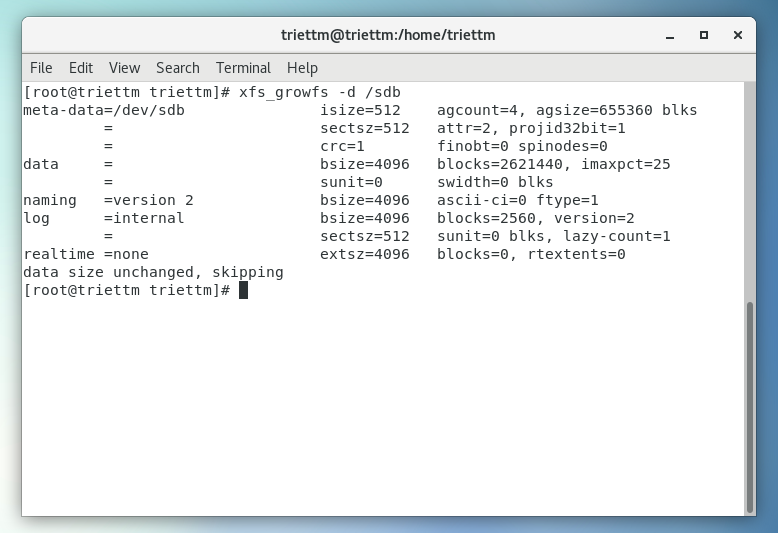 triettm@triettm:/home/triettm
File Edit View Search Terminal Help
[root@triettm triettm]# xfs_growfs -d /sdb
meta-data=/dev/sdb               isize=512    agcount=4, agsize=655360 blks
         =                       sectsz=512   attr=2, projid32bit=1
         =                       crc=1        finobt=0 spinodes=0
data     =                       bsize=4096   blocks=2621440, imaxpct=25
         =                       sunit=0      swidth=0 blks
naming   =version 2              bsize=4096   ascii-ci=0 ftype=1
log      =internal               bsize=4096   blocks=2560, version=2
         =                       sectsz=512   sunit=0 blks, lazy-count=1
realtime =none                   extsz=4096   blocks=0, rtextents=0
data size unchanged, skipping
[root@triettm triettm]#